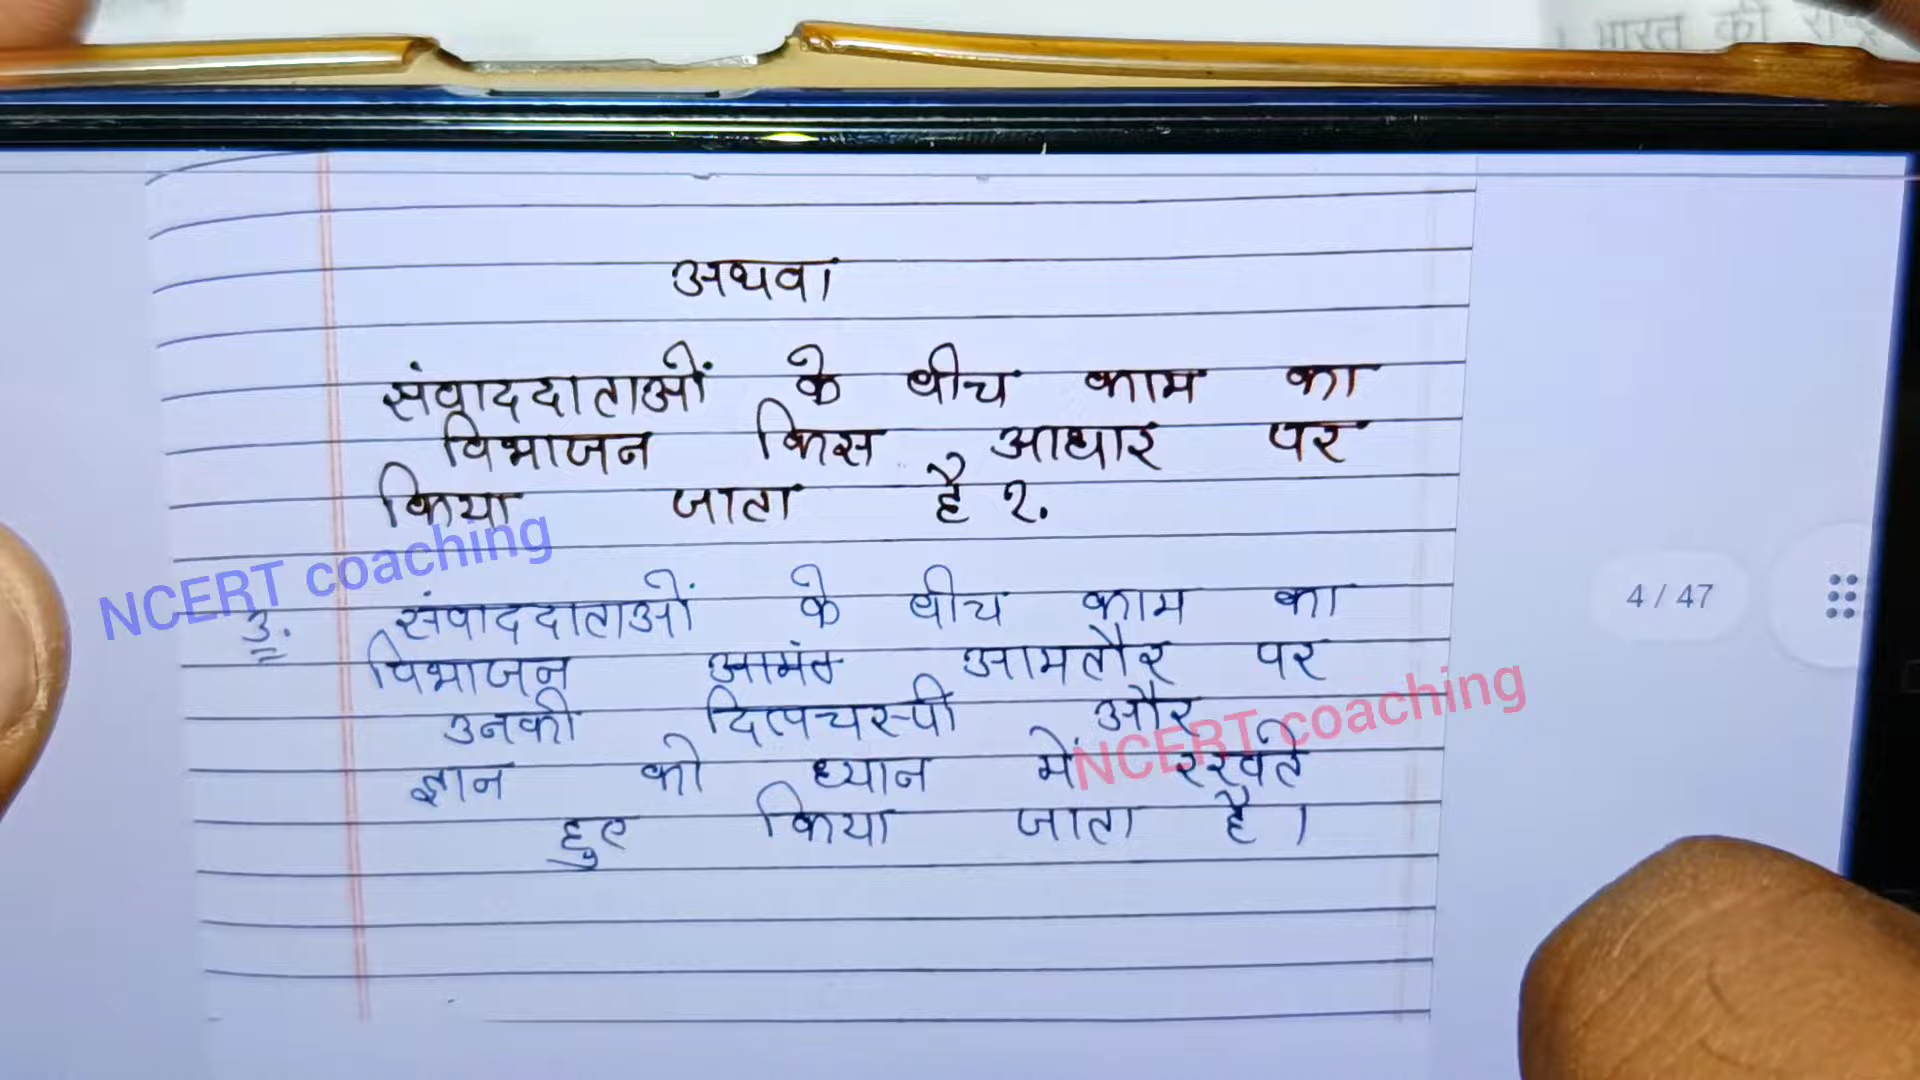 भारत की
अथवा
संवाददाताओं के बीच काम का
विभाजन किस आधार पर
किया जाता है ?.
NCERT coaching
उ. संवाददाताओं के बीच काम का
विभाजन आमतौर पर
उनकी दिलचस्पी और
NCERT coaching
ज्ञान को ध्यान में रखते
हुए किया जाता है।
4 / 47